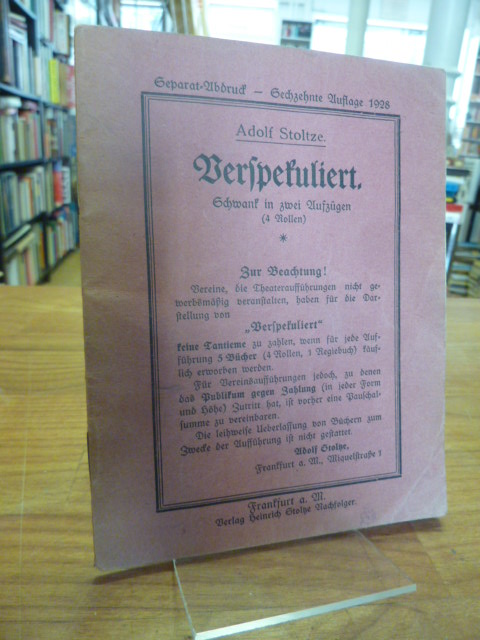 Separat-Abdruck — Sechzehnte Auflage 1928
Adolf Stoltze.
Verspekuliert.
Schwank in zwei Aufzügen
(4 Rollen)
*
Zur Beachtung!
Vereine, die Theateraufführungen nicht ge-
werbsmäßig veranstalten, haben für die Dar-
stellung von
„Verspekuliert“
keine Tantieme zu zahlen, wenn für jede Auf-
führung 5 Bücher (4 Rollen, 1 Regiebuch) käuf-
lich erworben werden.
Für Vereinsaufführungen jedoch, zu denen
das Publikum gegen Zahlung (in jeder Form
und Höhe) Zutritt hat, ist vorher eine Pauschal-
summe zu vereinbaren.
Die leihweise Ueberlassung von Büchern zum
Zwecke der Aufführung ist nicht gestattet.
Adolf Stoltze,
Frankfurt a. M., Miquelstraße
Frankfurt a. M.
Verlag Heinrich Stoltze Nachfolger.